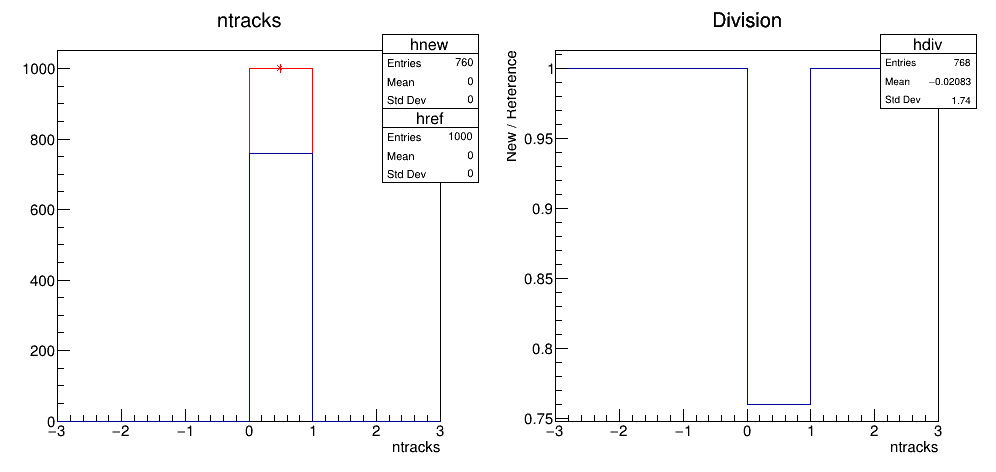 ntracks
hnew
Entries 760
Mean 0
Std Dev 0
href
Entries 1000
Mean 0
Std Dev 0
1000
800
600
400
200
0
−3 −2 −1 0 1 2 3
ntracks
Division
hdiv
Entries 768
Mean −0.02083
Std Dev 1.74
New / Reference
1
0.95
0.9
0.85
0.8
0.75
−3 −2 −1 0 1 2 3
ntracks